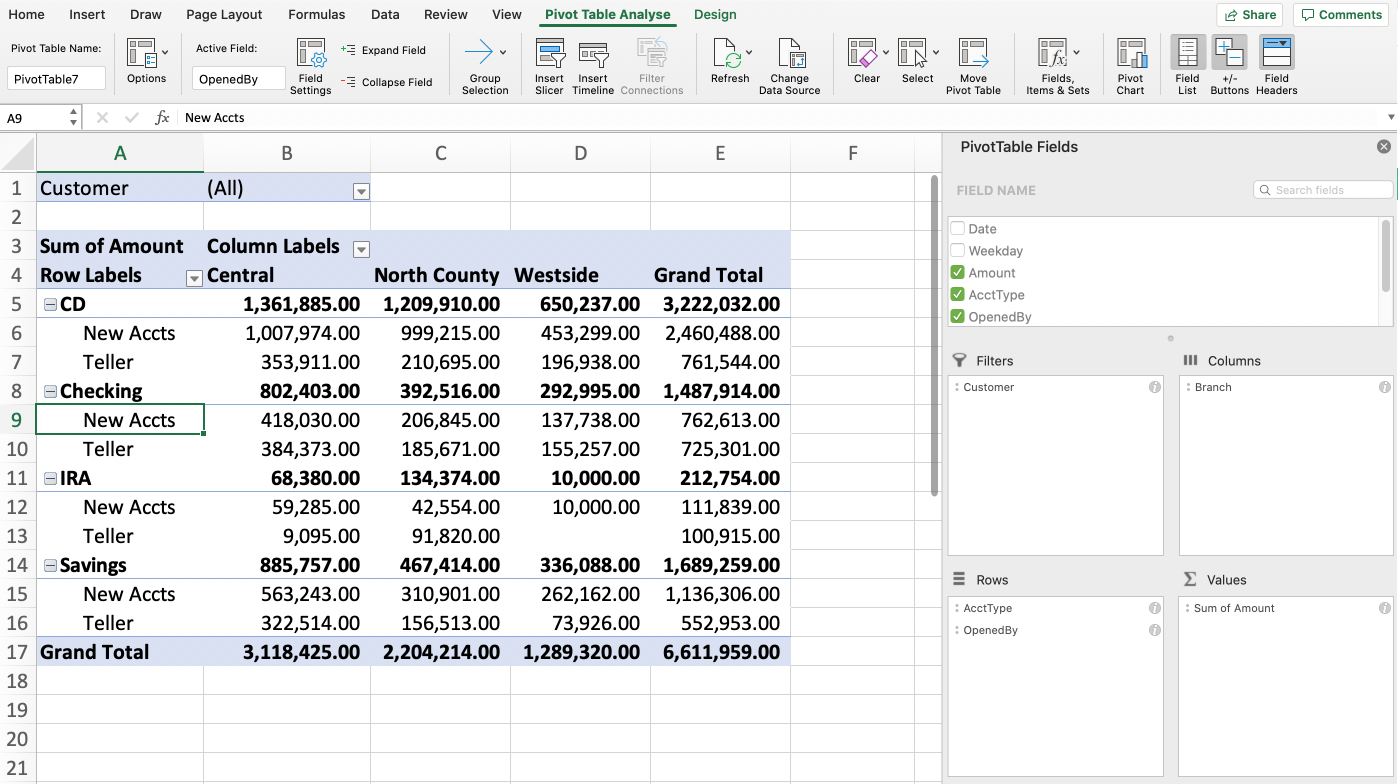 Home Insert Draw Page Layout Formulas Data Review View Pivot Table Analyse Design Share Comments
Pivot Table Name:
PivotTable7
Options
Active Field:
OpenedBy
Field
Settings
Expand Field
Collapse Field
Group
Selection
Insert
Slicer
Insert
Timeline
Filter
Connections
Refresh
Change
Data Source
Clear
Select
Move
Pivot Table
Fields,
Items & Sets
Pivot
Chart
Field
List
+/-
Buttons
Field
Headers
A9 fx New Accts
A B C D E F
1 Customer (All)
2
3 Sum of Amount Column Labels
4 Row Labels Central North County Westside Grand Total
5 CD 1,361,885.00 1,209,910.00 650,237.00 3,222,032.00
6 New Accts 1,007,974.00 999,215.00 453,299.00 2,460,488.00
7 Teller 353,911.00 210,695.00 196,938.00 761,544.00
8 Checking 802,403.00 392,516.00 292,995.00 1,487,914.00
9 New Accts 418,030.00 206,845.00 137,738.00 762,613.00
10 Teller 384,373.00 185,671.00 155,257.00 725,301.00
11 IRA 68,380.00 134,374.00 10,000.00 212,754.00
12 New Accts 59,285.00 42,554.00 10,000.00 111,839.00
13 Teller 9,095.00 91,820.00 100,915.00
14 Savings 885,757.00 467,414.00 336,088.00 1,689,259.00
15 New Accts 563,243.00 310,901.00 262,162.00 1,136,306.00
16 Teller 322,514.00 156,513.00 73,926.00 552,953.00
17 Grand Total 3,118,425.00 2,204,214.00 1,289,320.00 6,611,959.00
18
19
20
21
PivotTable Fields
FIELD NAME Search fields
Date
Weekday
Amount
AcctType
OpenedBy
Filters
Customer
Columns
Branch
Rows
AcctType
OpenedBy
Values
Sum of Amount